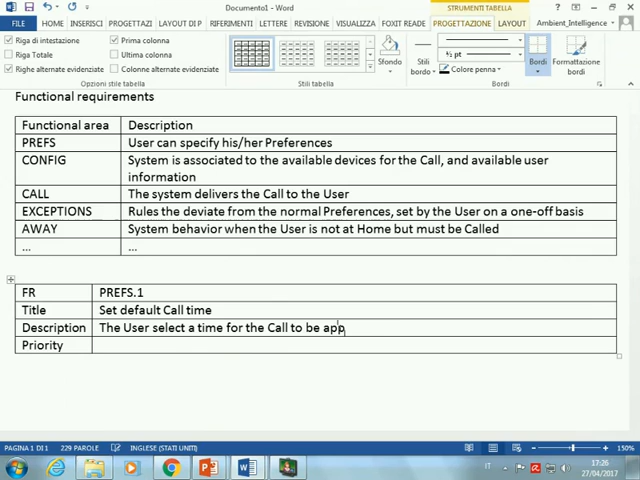 Documento1 - Word
STRUMENTI TABELLA
FILE HOME INSERISCI PROGETTAZI LAYOUT DI P RIFERIMENTI LETTERE REVISIONE VISUALIZZA FOXIT READE PROGETTAZIONE LAYOUT Ambient_Intelligence
Riga di intestazione Prima colonna
Riga Totale Ultima colonna
Righe alternate evidenziate Colonne alternate evidenziate
Sfondo
Stili bordo
½ pt
Colore penna
Bordi
Formattazione bordi
Opzioni stile tabella Stili tabella Bordi
Functional requirements
Functional area Description
PREFS User can specify his/her Preferences
CONFIG System is associated to the available devices for the Call, and available user
information
CALL The system delivers the Call to the User
EXCEPTIONS Rules the deviate from the normal Preferences, set by the User on a one-off basis
AWAY System behavior when the User is not at Home but must be Called
... ...
FR PREFS.1
Title Set default Call time
Description The User select a time for the Call to be app
Priority
PAGINA 1 DI 1 229 PAROLE INGLESE (STATI UNITI) 150%
IT 17:26
27/04/2017